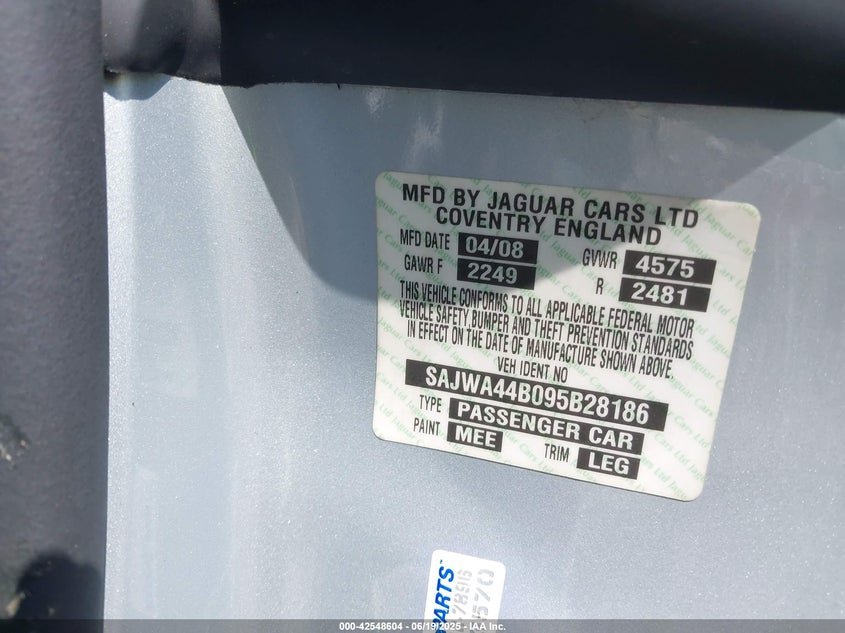 MFD BY JAGUAR CARS LTD
COVENTRY ENGLAND
MFD DATE 04/08 GVWR 4575
GAWR F 2249 R 2481
THIS VEHICLE CONFORMS TO ALL APPLICABLE FEDERAL MOTOR
VEHICLE SAFETY,BUMPER AND THEFT PREVENTION STANDARDS
IN EFFECT ON THE DATE OF MANUFACTURE SHOWN ABOVE.
VEH IDENT NO
SAJWA44B095B28186
TYPE PASSENGER CAR
PAINT MEE TRIM LEG
PARTS
000-42548604 - 06/19/2025 - IAA Inc.